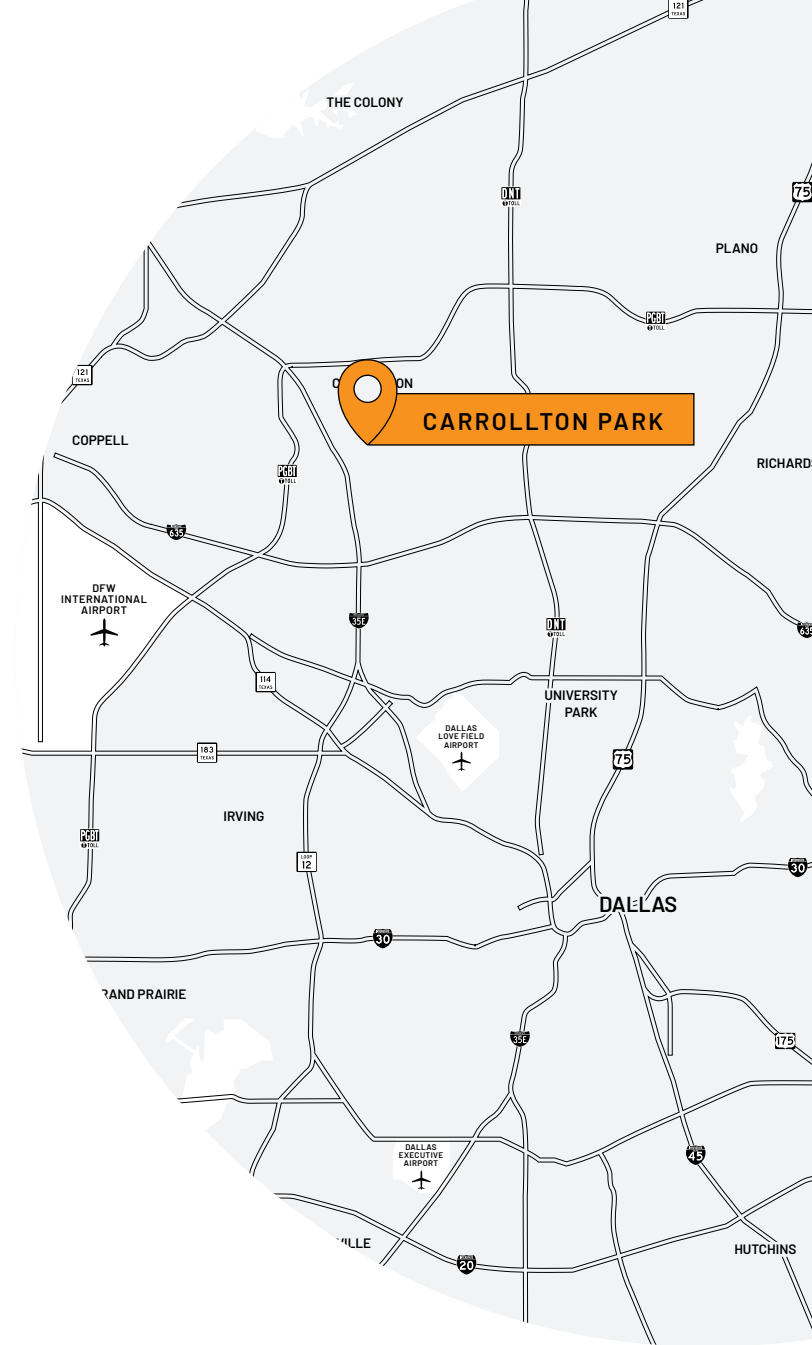 121
TEXAS
THE COLONY
DNT
TOLL
75
PLANO
PGBT
TOLL
121
TEXAS
C
ON
CARROLLTON PARK
COPPELL
RICHARDS
PGBT
TOLL
635
DFW
INTERNATIONAL
AIRPORT
35E
DNT
TOLL
635
114
TEXAS
UNIVERSITY
PARK
DALLAS
LOVE FIELD
AIRPORT
183
TEXAS
75
IRVING
PGBT
TOLL
LOOP
12
30
DALLAS
30
RAND PRAIRIE
35E
175
DALLAS
EXECUTIVE
AIRPORT
45
VILLE
HUTCHINS
20